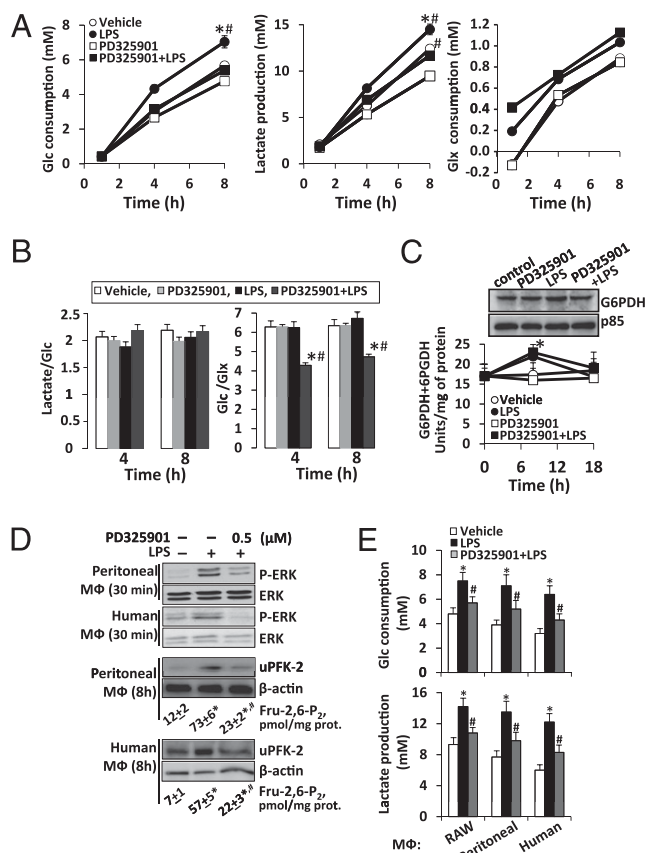 A
Vehicle
LPS
PD325901
PD325901+LPS
Glc consumption (mM)
8
6
4
2
0
0 2 4 6 8
Time (h)
*#
Lactate production (mM)
15
10
5
0
0 2 4 6 8
Time (h)
*#
#
Glx consumption (mM)
1.2
1.0
0.8
0.6
0.4
0.2
0.0
-0.2
0 2 4 6 8
Time (h)
B
Vehicle, PD325901, LPS, PD325901+LPS
Lactate/Glc
2.5
2
1.5
1
0.5
0
4 8
Time (h)
Glc /Glx
7
6
5
4
3
2
1
0
*#
*#
4 8
Time (h)
C
control
PD325901
LPS
PD325901
+LPS
G6PDH
p85
G6PDH+6PGDH
Units/mg of protein
25
20
15
10
5
0
*
Vehicle
LPS
PD325901
PD325901+LPS
0 6 12 18
Time (h)
D
PD325901 − − 0.5 (µM)
LPS − + +
Peritoneal
MΦ (30 min)
P-ERK
ERK
Human
MΦ (30 min)
P-ERK
ERK
Peritoneal
MΦ (8h)
uPFK-2
β-actin
12±2 73±6* 23±2*,#
Fru-2,6-P2,
pmol/mg prot.
Human
MΦ (8h)
uPFK-2
β-actin
7±1 57±5* 22±3*,#
Fru-2,6-P2,
pmol/mg prot.
E
Vehicle
LPS
PD325901+LPS
Glc consumption
(mM)
12
8
6
4
2
0
* # * # * #
Lactate production
(mM)
16
12
8
4
0
* # * # * #
MΦ: RAW Peritoneal Human